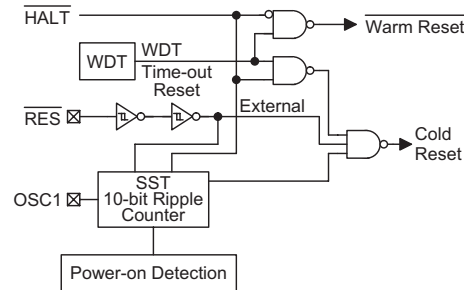 HALT
Warm Reset
WDT
WDT
Time-out
Reset
RES
External
Cold
Reset
OSC1
SST
10-bit Ripple
Counter
Power-on Detection